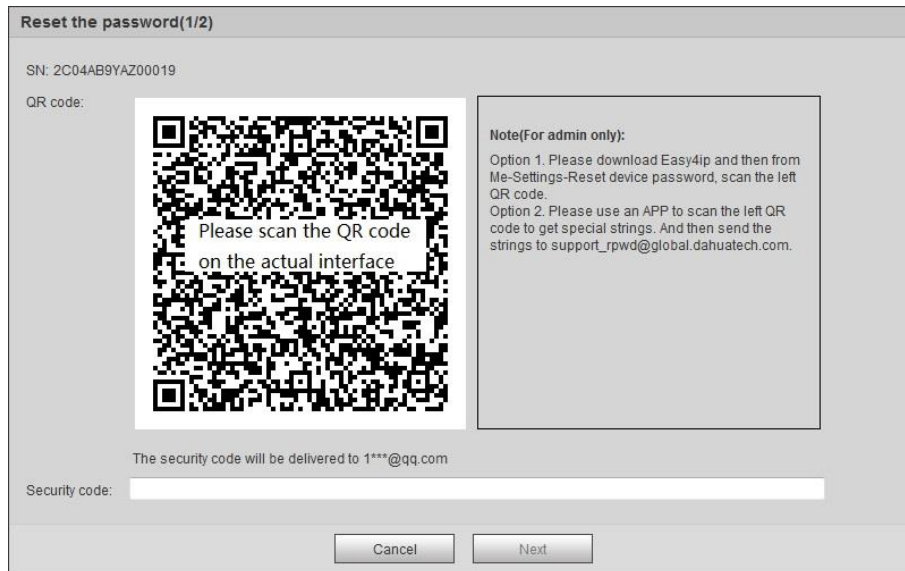 Reset the password(1/2)
SN: 2C04AB9YAZ00019
QR code:
Please scan the QR code
on the actual interface
Note(For admin only):
Option 1. Please download Easy4ip and then from
Me-Settings-Reset device password, scan the left
QR code.
Option 2. Please use an APP to scan the left QR
code to get special strings. And then send the
strings to support_rpwd@global.dahuatech.com.
The security code will be delivered to 1***@qq.com
Security code:
Cancel
Next